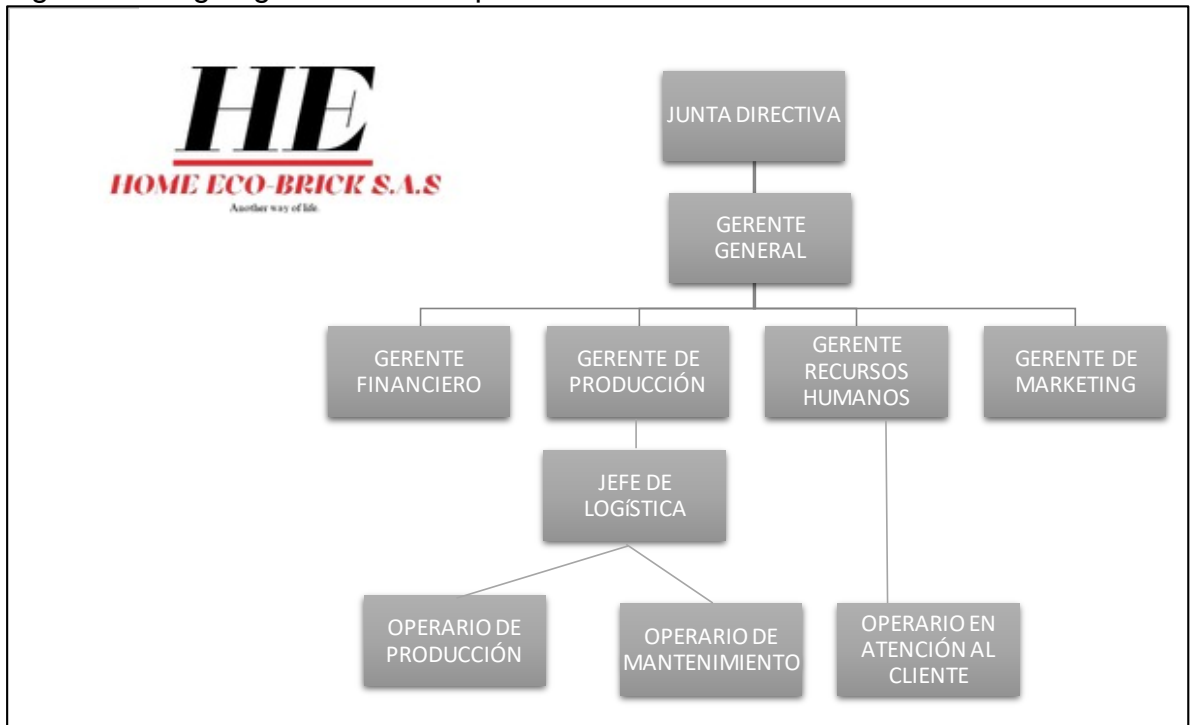 HE
HOME ECO-BRICK S.A.S
Another way of life
JUNTA DIRECTIVA
GERENTE
GENERAL
GERENTE
FINANCIERO
GERENTE DE
PRODUCCIÓN
GERENTE
RECURSOS
HUMANOS
GERENTE DE
MARKETING
JEFE DE
LOGíSTICA
OPERARIO DE
PRODUCCIÓN
OPERARIO DE
MANTENIMIENTO
OPERARIO EN
ATENCIÓN AL
CLIENTE